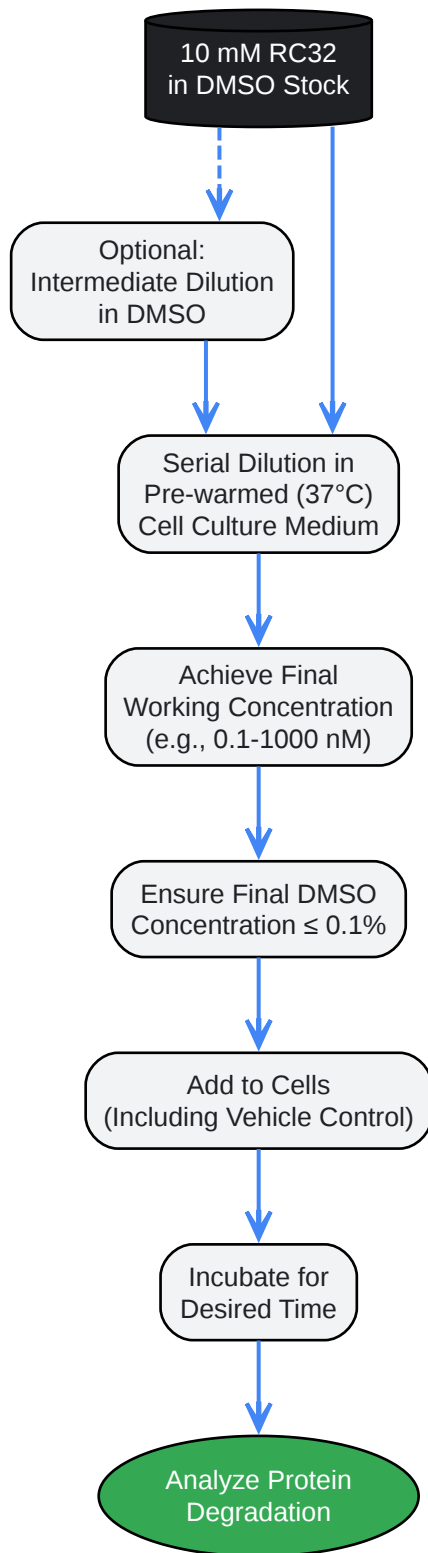 10 mM RC32
in DMSO Stock
Optional:
Intermediate Dilution
in DMSO
Serial Dilution in
Pre-warmed (37°C)
Cell Culture Medium
Achieve Final
Working Concentration
(e.g., 0.1-1000 nM)
Ensure Final DMSO
Concentration ≤ 0.1%
Add to Cells
(Including Vehicle Control)
Incubate for
Desired Time
Analyze Protein
Degradation